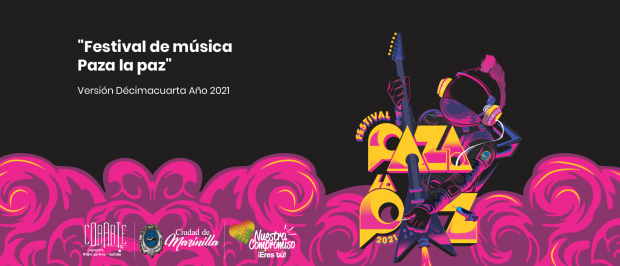 "Festival de música
Paza la paz"
Versión Décimacuarta Año 2021
FESTIVAL
PAZA
LA
PAZ
2021
CORARTE
Ciudad de
Marinilla
Nuestro
Compromiso
¡Eres tú!